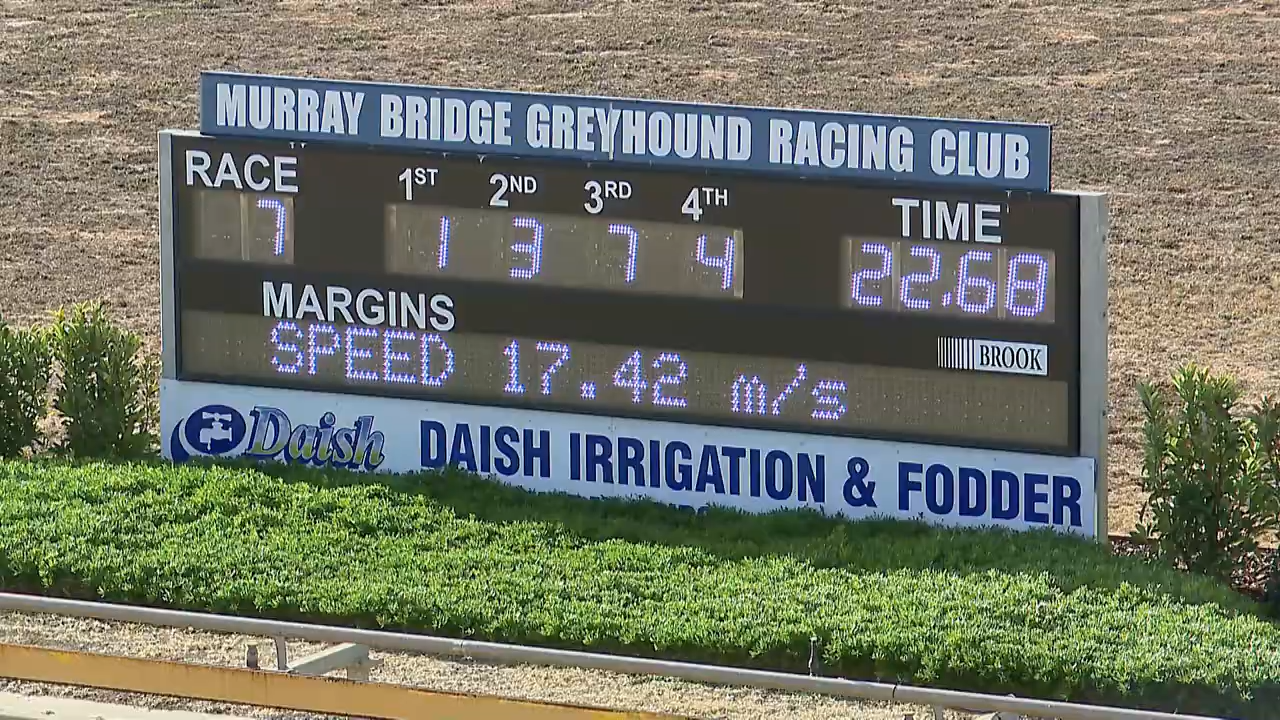 MURRAY BRIDGE GREYHOUND RACING CLUB
RACE 1ST 2ND 3RD 4TH TIME
7 1 3 7 4 22.68
MARGINS
SPEED 17.42 m/s
BROOK
Daish DAISH IRRIGATION & FODDER